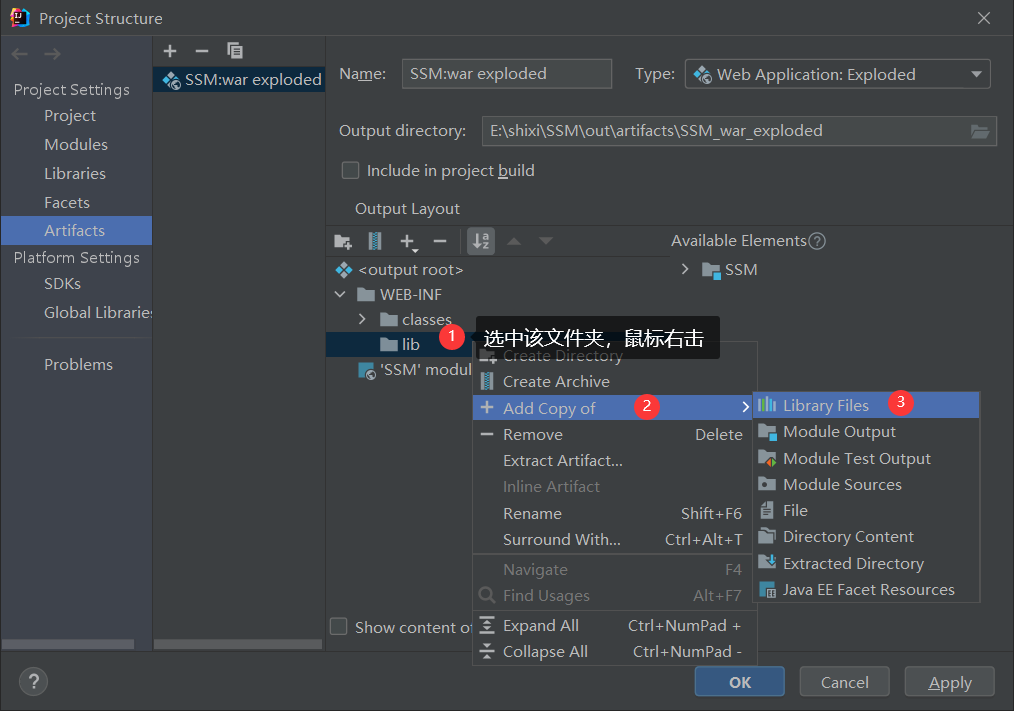 Project Structure
Project Settings
Project
Modules
Libraries
Facets
Artifacts
Platform Settings
SDKs
Global Libraries
Problems
SSM:war exploded
Name:
SSM:war exploded
Type:
Web Application: Exploded
Output directory:
E:\shixi\SSM\out\artifacts\SSM_war_exploded
Include in project build
Output Layout
Available Elements
?
<output root>
SSM
WEB-INF
classes
lib
1
选中该文件夹，鼠标右击
'SSM' modul
Create Directory
Create Archive
Add Copy of
2
Remove Delete
Extract Artifact...
Inline Artifact
Rename Shift+F6
Surround With... Ctrl+Alt+T
Navigate F4
Find Usages Alt+F7
Expand All Ctrl+NumPad +
Collapse All Ctrl+NumPad -
Library Files
3
Module Output
Module Test Output
Module Sources
File
Directory Content
Extracted Directory
Java EE Facet Resources
Show content of
?
OK
Cancel
Apply